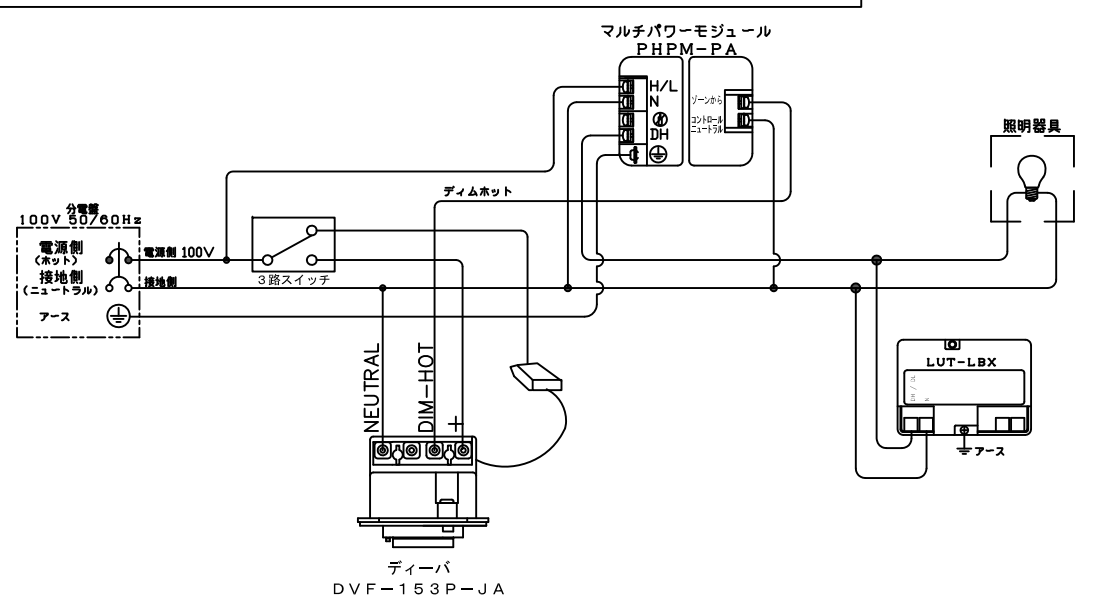 マルチパワーモジュール
PHPM-PA
H/L
N
DH
ゾーンから
コントロール
ニュートラル
照明器具
ディムホット
分電盤
100V 50/60Hz
電源側
(ホット)
電源側 100V
接地側
(ニュートラル)
接地側
アース
3路スイッチ
NEUTRAL
DIM-HOT
+
LUT-LBX
DH / DL
N
アース
ディーバ
DVF-153P-JA